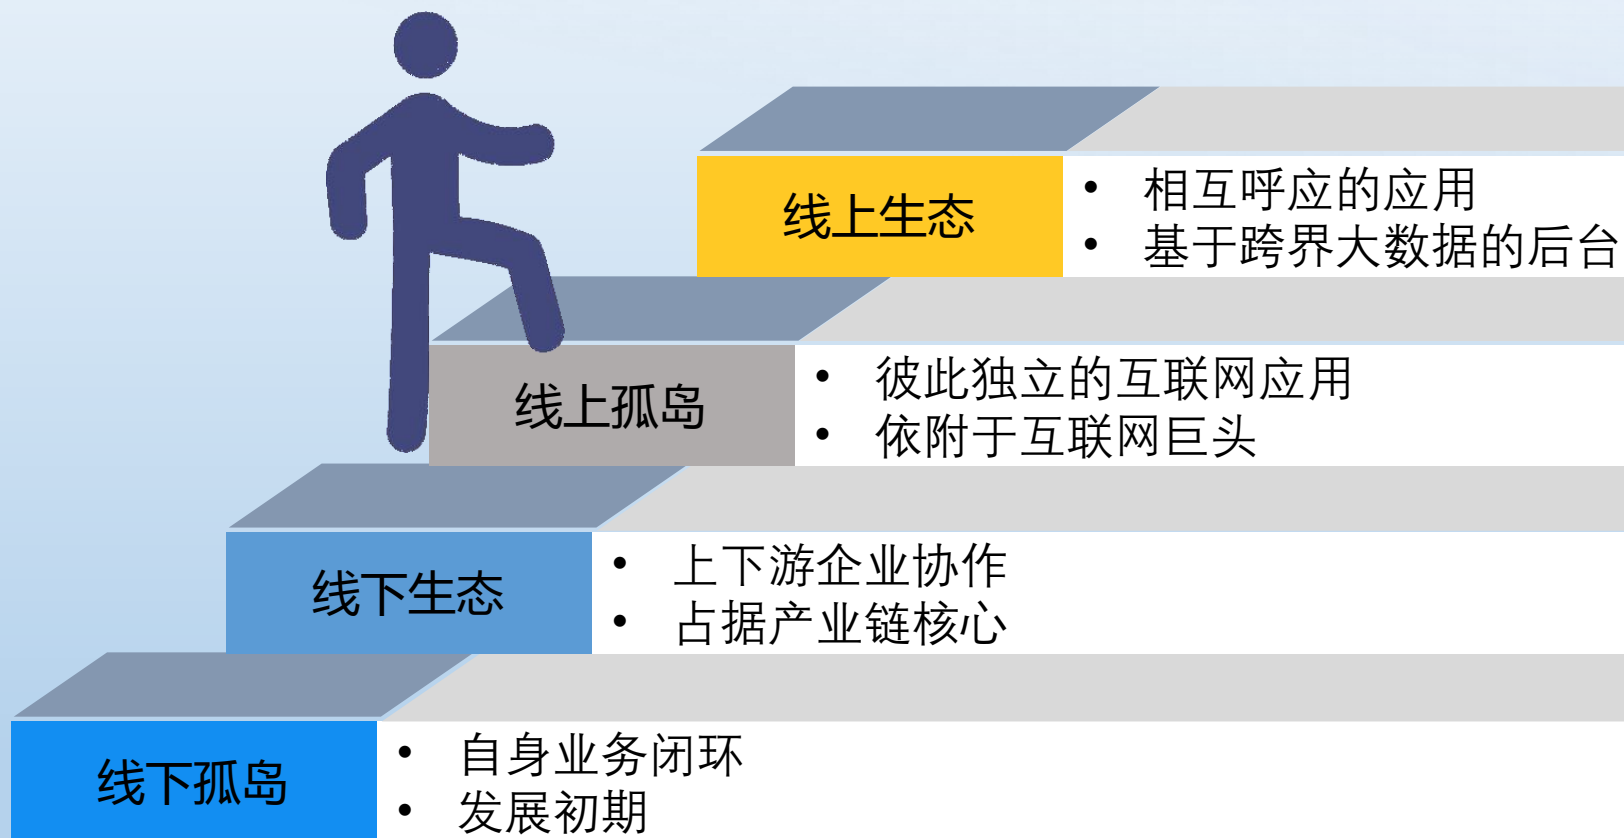 线上生态
• 相互呼应的应用
• 基于跨界大数据的后台
线上孤岛
• 彼此独立的互联网应用
• 依附于互联网巨头
线下生态
• 上下游企业协作
• 占据产业链核心
线下孤岛
• 自身业务闭环
• 发展初期